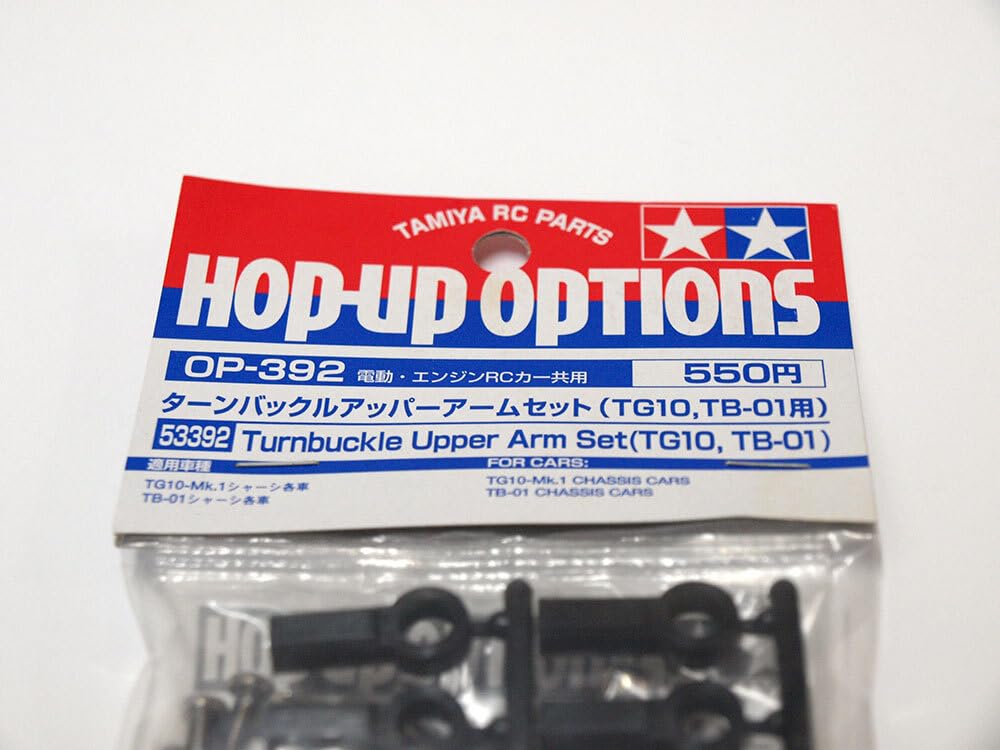 TAMIYA RC PARTS
HOP-UP OPTIONS
OP-392 電動・エンジンRCカー共用 550円
ターンバックルアッパーアームセット(TG10,TB-01用)
53392 Turnbuckle Upper Arm Set(TG10, TB-01)
適用車種
TG10-Mk.1シャーシ各車
TB-01シャーシ各車
FOR CARS:
TG10-Mk.1 CHASSIS CARS
TB-01 CHASSIS CARS
HOP-UP OPTIONS